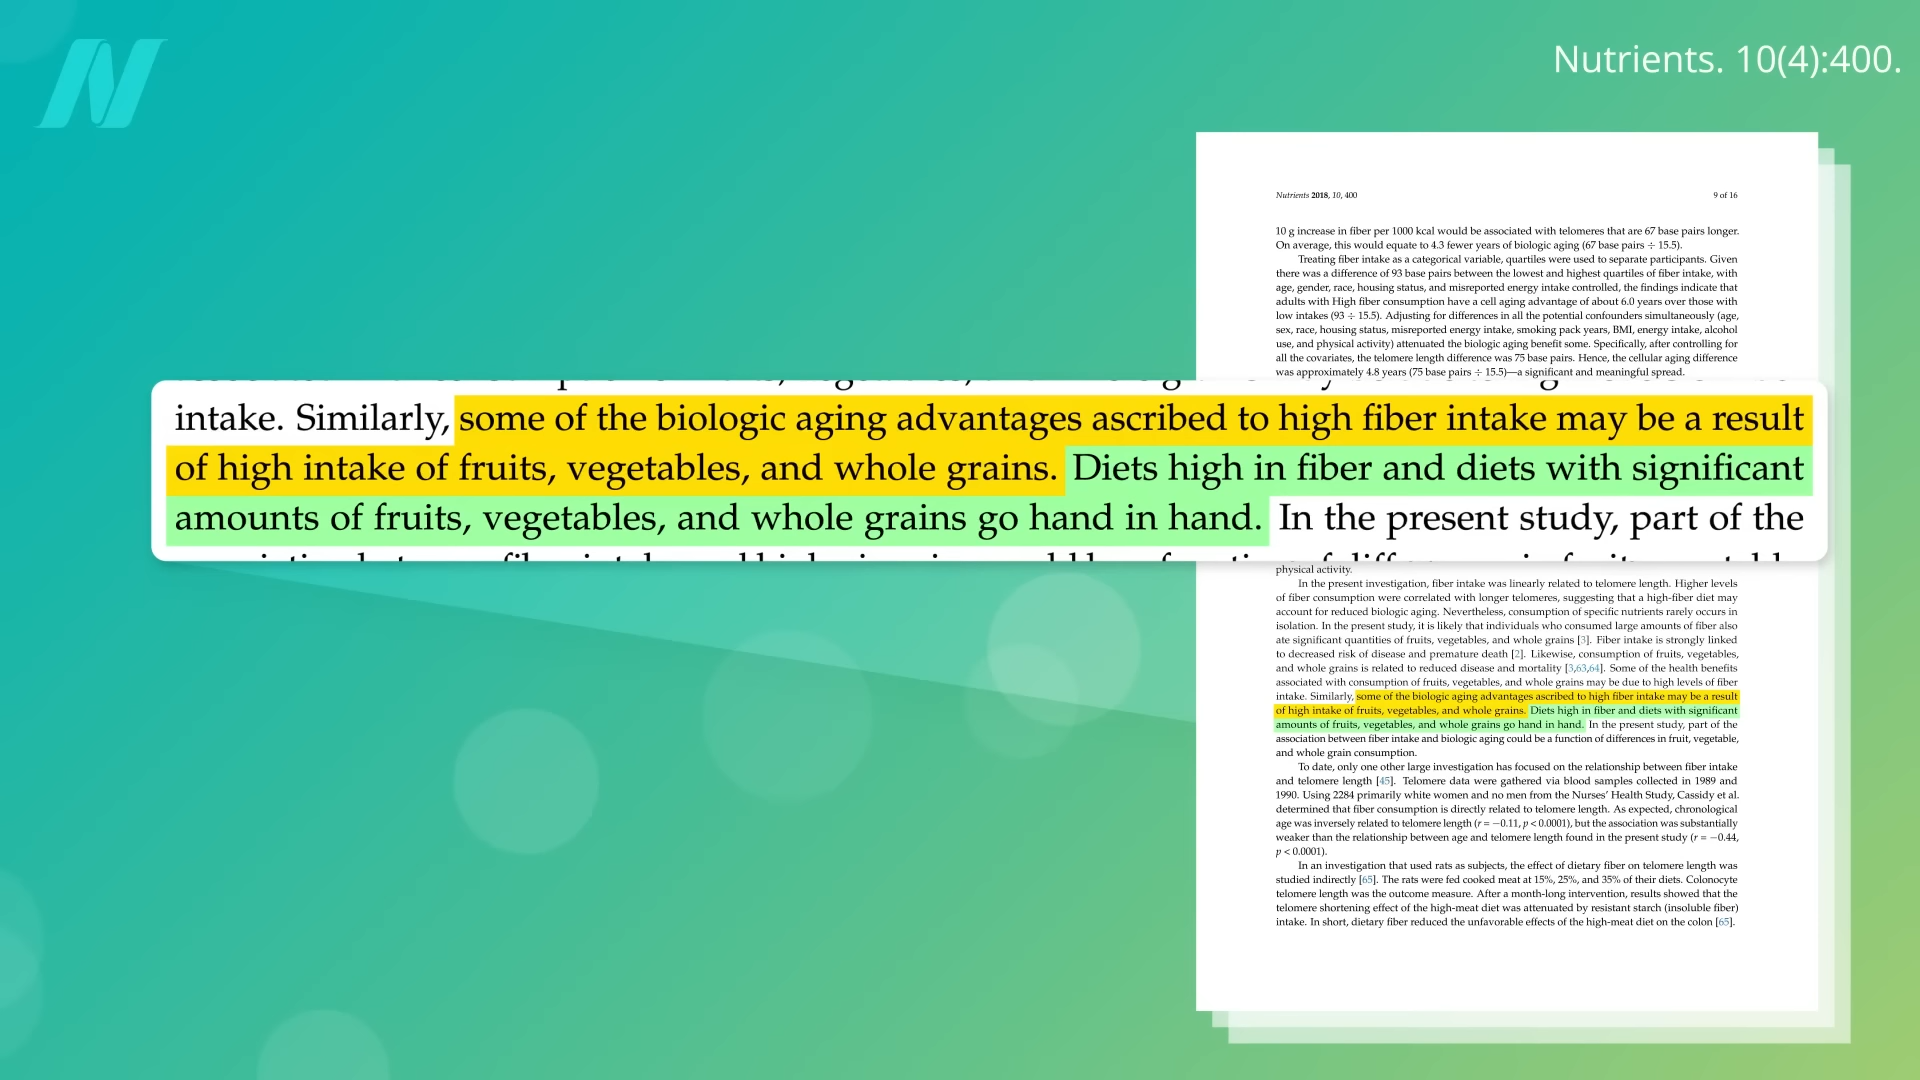 Nutrients. 10(4):400.
Nutrients 2018, 10, 400
9 of 16
10 g increase in fiber per 1000 kcal would be associated with telomeres that are 67 base pairs longer.
On average, this would equate to 4.3 fewer years of biologic aging (67 base pairs ÷ 15.5).
Treating fiber intake as a categorical variable, quartiles were used to separate participants. Given
there was a difference of 93 base pairs between the lowest and highest quartiles of fiber intake, with
age, gender, race, housing status, and misreported energy intake controlled, the findings indicate that
adults with High fiber consumption have a cell aging advantage of about 6.0 years over those with
low intakes (93 ÷ 15.5). Adjusting for differences in all the potential confounders simultaneously (age,
sex, race, housing status, misreported energy intake, smoking pack years, BMI, energy intake, alcohol
use, and physical activity) attenuated the biologic aging benefit some. Specifically, after controlling for
all the covariates, the telomere length difference was 75 base pairs. Hence, the cellular aging difference
was approximately 4.8 years (75 base pairs ÷ 15.5)—a significant and meaningful spread.
intake. Similarly, some of the biologic aging advantages ascribed to high fiber intake may be a result
of high intake of fruits, vegetables, and whole grains. Diets high in fiber and diets with significant
amounts of fruits, vegetables, and whole grains go hand in hand. In the present study, part of the
physical activity.
In the present investigation, fiber intake was linearly related to telomere length. Higher levels
of fiber consumption were correlated with longer telomeres, suggesting that a high-fiber diet may
account for reduced biologic aging. Nevertheless, consumption of specific nutrients rarely occurs in
isolation. In the present study, it is likely that individuals who consumed large amounts of fiber also
ate significant quantities of fruits, vegetables, and whole grains [3]. Fiber intake is strongly linked
to decreased risk of disease and premature death [2]. Likewise, consumption of fruits, vegetables,
and whole grains is related to reduced disease and mortality [3,63,64]. Some of the health benefits
associated with consumption of fruits, vegetables, and whole grains may be due to high levels of fiber
intake. Similarly, some of the biologic aging advantages ascribed to high fiber intake may be a result
of high intake of fruits, vegetables, and whole grains. Diets high in fiber and diets with significant
amounts of fruits, vegetables, and whole grains go hand in hand. In the present study, part of the
association between fiber intake and biologic aging could be a function of differences in fruit, vegetable,
and whole grain consumption.
To date, only one other large investigation has focused on the relationship between fiber intake
and telomere length [45]. Telomere data were gathered via blood samples collected in 1989 and
1990. Using 2284 primarily white women and no men from the Nurses' Health Study, Cassidy et al.
determined that fiber consumption is directly related to telomere length. As expected, chronological
age was inversely related to telomere length (r = −0.11, p < 0.0001), but the association was substantially
weaker than the relationship between age and telomere length found in the present study (r = −0.44,
p < 0.0001).
In an investigation that used rats as subjects, the effect of dietary fiber on telomere length was
studied indirectly [65]. The rats were fed cooked meat at 15%, 25%, and 35% of their diets. Colonocyte
telomere length was the outcome measure. After a month-long intervention, results showed that the
telomere shortening effect of the high-meat diet was attenuated by resistant starch (insoluble fiber)
intake. In short, dietary fiber reduced the unfavorable effects of the high-meat diet on the colon [65].